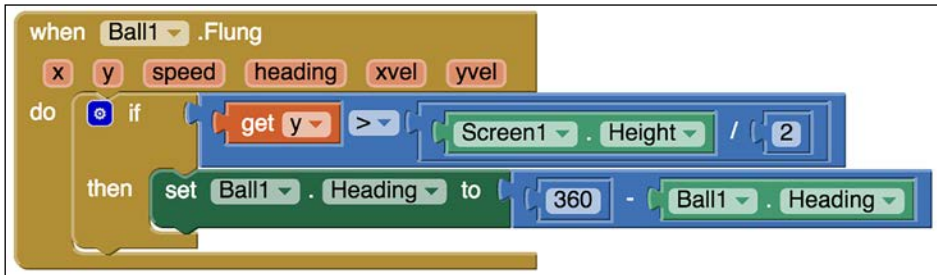 when Ball1 .Flung
x y speed heading xvel yvel
do if get y > Screen1 . Height / 2
then set Ball1 . Heading to 360 - Ball1 . Heading